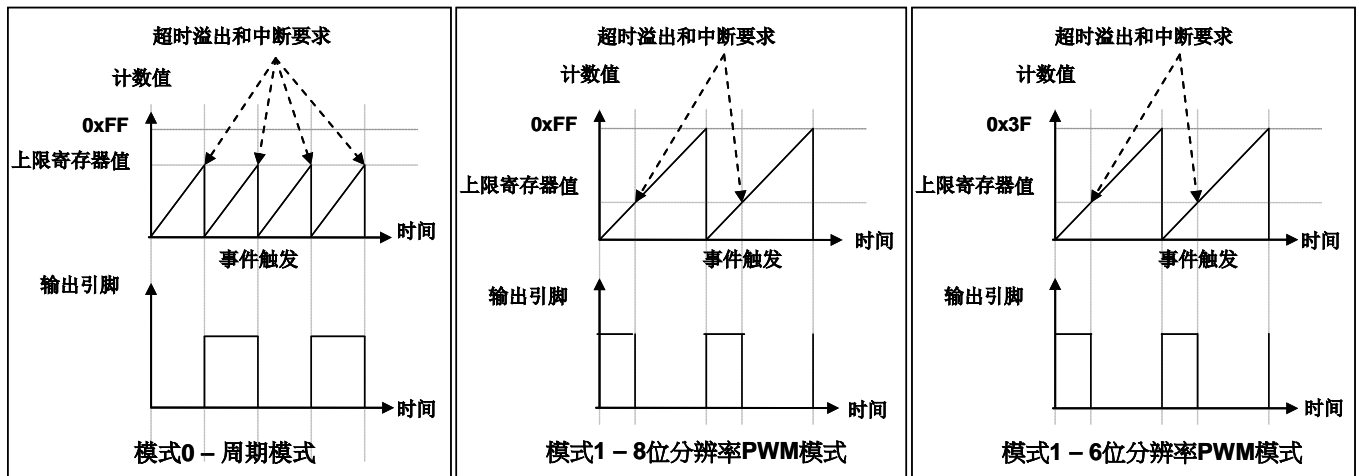 超时溢出和中断要求
计数值
0xFF
上限寄存器值
时间
事件触发
输出引脚
时间
模式0 – 周期模式
超时溢出和中断要求
计数值
0xFF
上限寄存器值
时间
事件触发
输出引脚
时间
模式1 – 8位分辨率PWM模式
超时溢出和中断要求
计数值
0x3F
上限寄存器值
时间
事件触发
输出引脚
时间
模式1 – 6位分辨率PWM模式